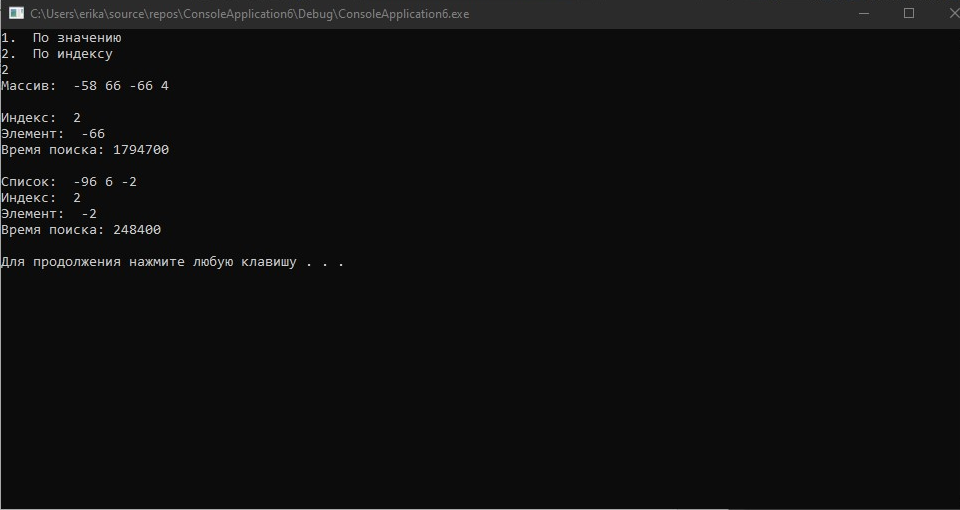 C:\Users\erika\source\repos\ConsoleApplication6\Debug\ConsoleApplication6.exe
1.  По значению
2.  По индексу
2
Массив:  -58 66 -66 4
Индекс:  2
Элемент:  -66
Время поиска: 1794700
Список:  -96 6 -2
Индекс:  2
Элемент:  -2
Время поиска: 248400
Для продолжения нажмите любую клавишу . . .